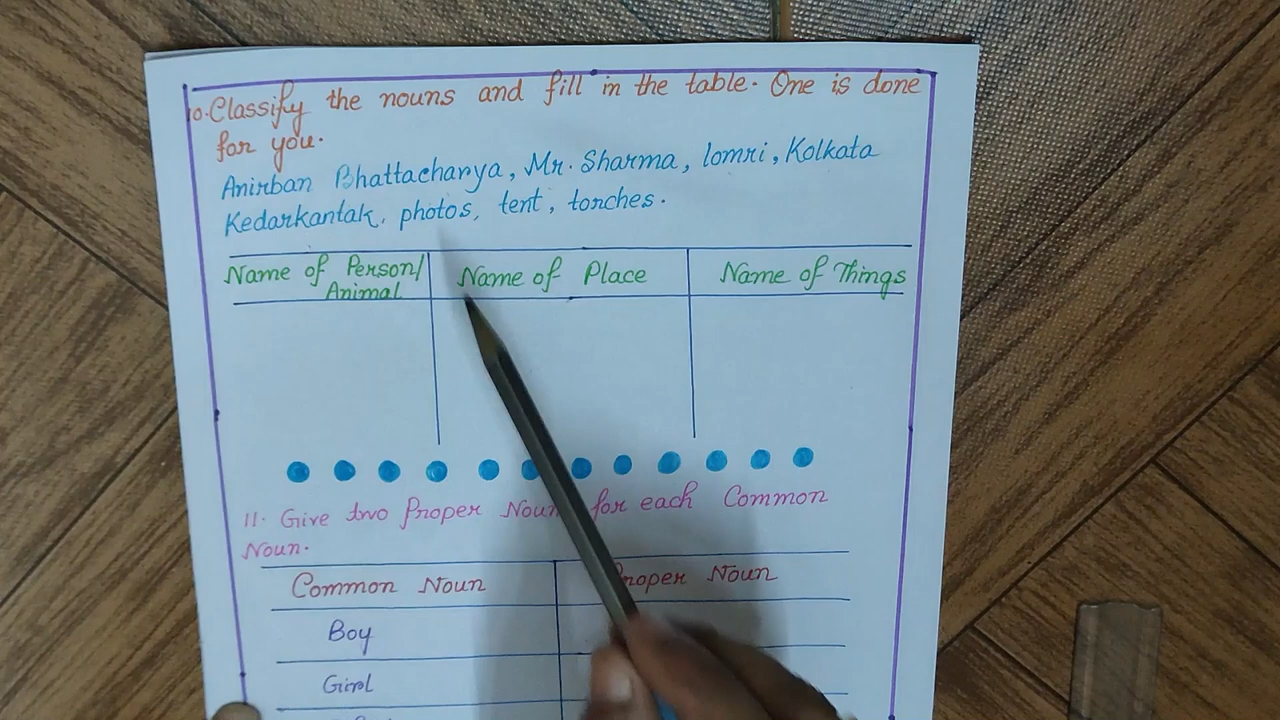 10. Classify the nouns and fill in the table. One is done
for you.
Anirban Bhattacharya, Mr. Sharma, lomri, Kolkata
Kedarkantak, photos, tent, torches.
Name of Person/
Animal
Name of Place
Name of Things
11. Give two Proper Noun for each Common
Noun.
Common Noun
Proper Noun
Boy
Girl